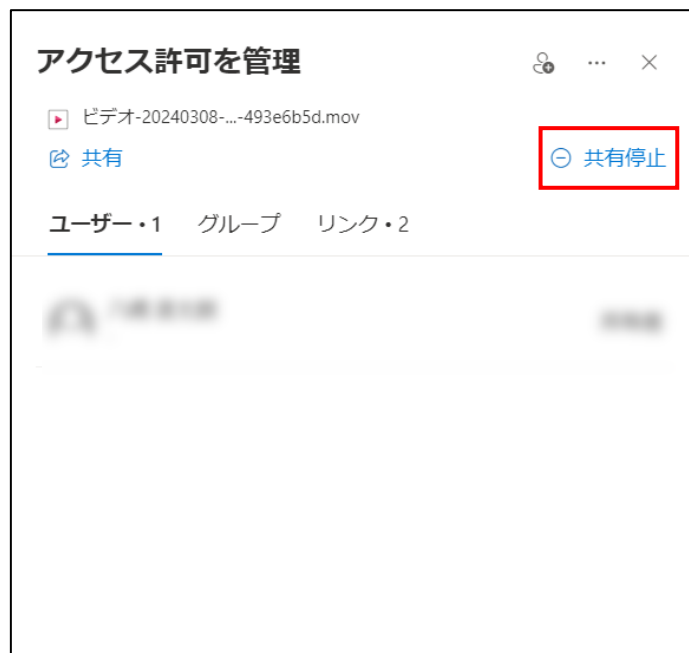 アクセス許可を管理
ビデオ-20240308-...-493e6b5d.mov
共有
共有停止
ユーザー・1 グループ リンク・2